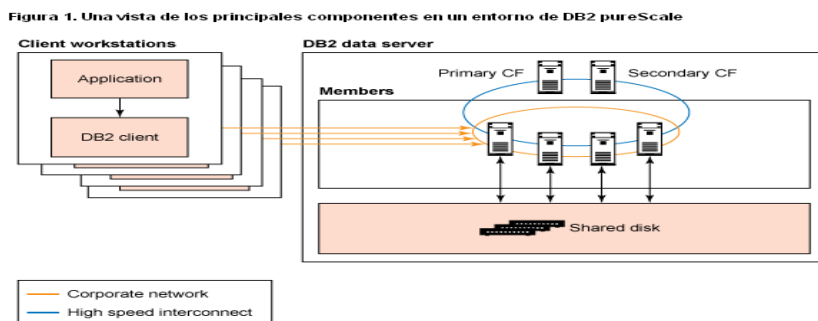 Figura 1. Una vista de los principales componentes en un entorno de DB2 pureScale
Client workstations
Application
DB2 client
DB2 data server
Primary CF
Secondary CF
Members
Shared disk
Corporate network
High speed interconnect